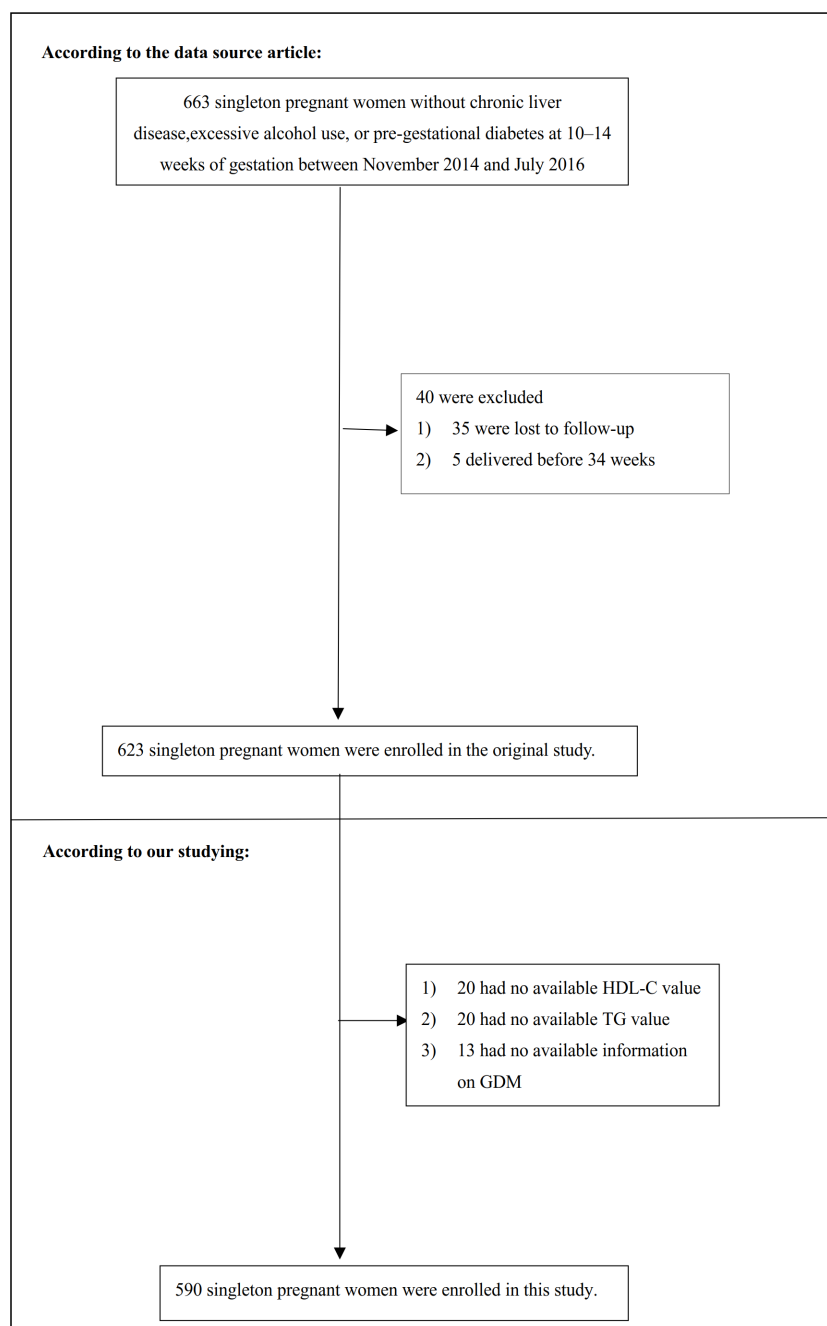 According to the data source article:
663 singleton pregnant women without chronic liver
disease,excessive alcohol use, or pre-gestational diabetes at 10–14
weeks of gestation between November 2014 and July 2016
40 were excluded
1) 35 were lost to follow-up
2) 5 delivered before 34 weeks
623 singleton pregnant women were enrolled in the original study.
According to our studying:
1) 20 had no available HDL-C value
2) 20 had no available TG value
3) 13 had no available information
on GDM
590 singleton pregnant women were enrolled in this study.